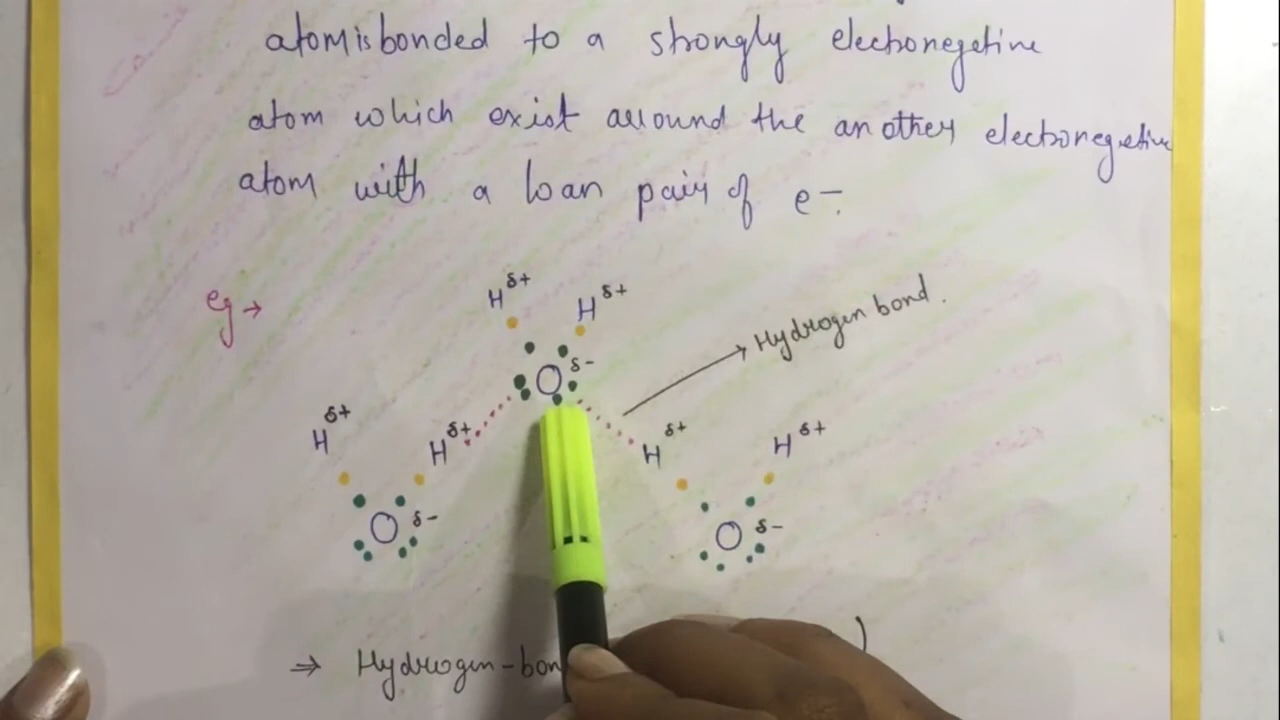 atom is bonded to a strongly electronegetive
atom which exist around the another electronegetive
atom with a loan pair of e-.
eg →
H δ+ H δ+
O δ-
Hydrogen bond.
H δ+ H δ+ H δ+ H δ+
O δ- O δ-
⇒ Hydrogen-bon
)